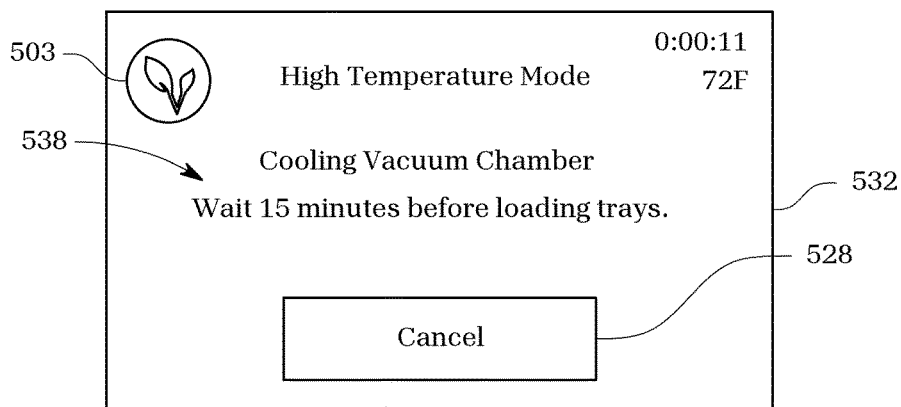 503
0:00:11
High Temperature Mode
72F
538
Cooling Vacuum Chamber
532
Wait 15 minutes before loading trays.
528
Cancel